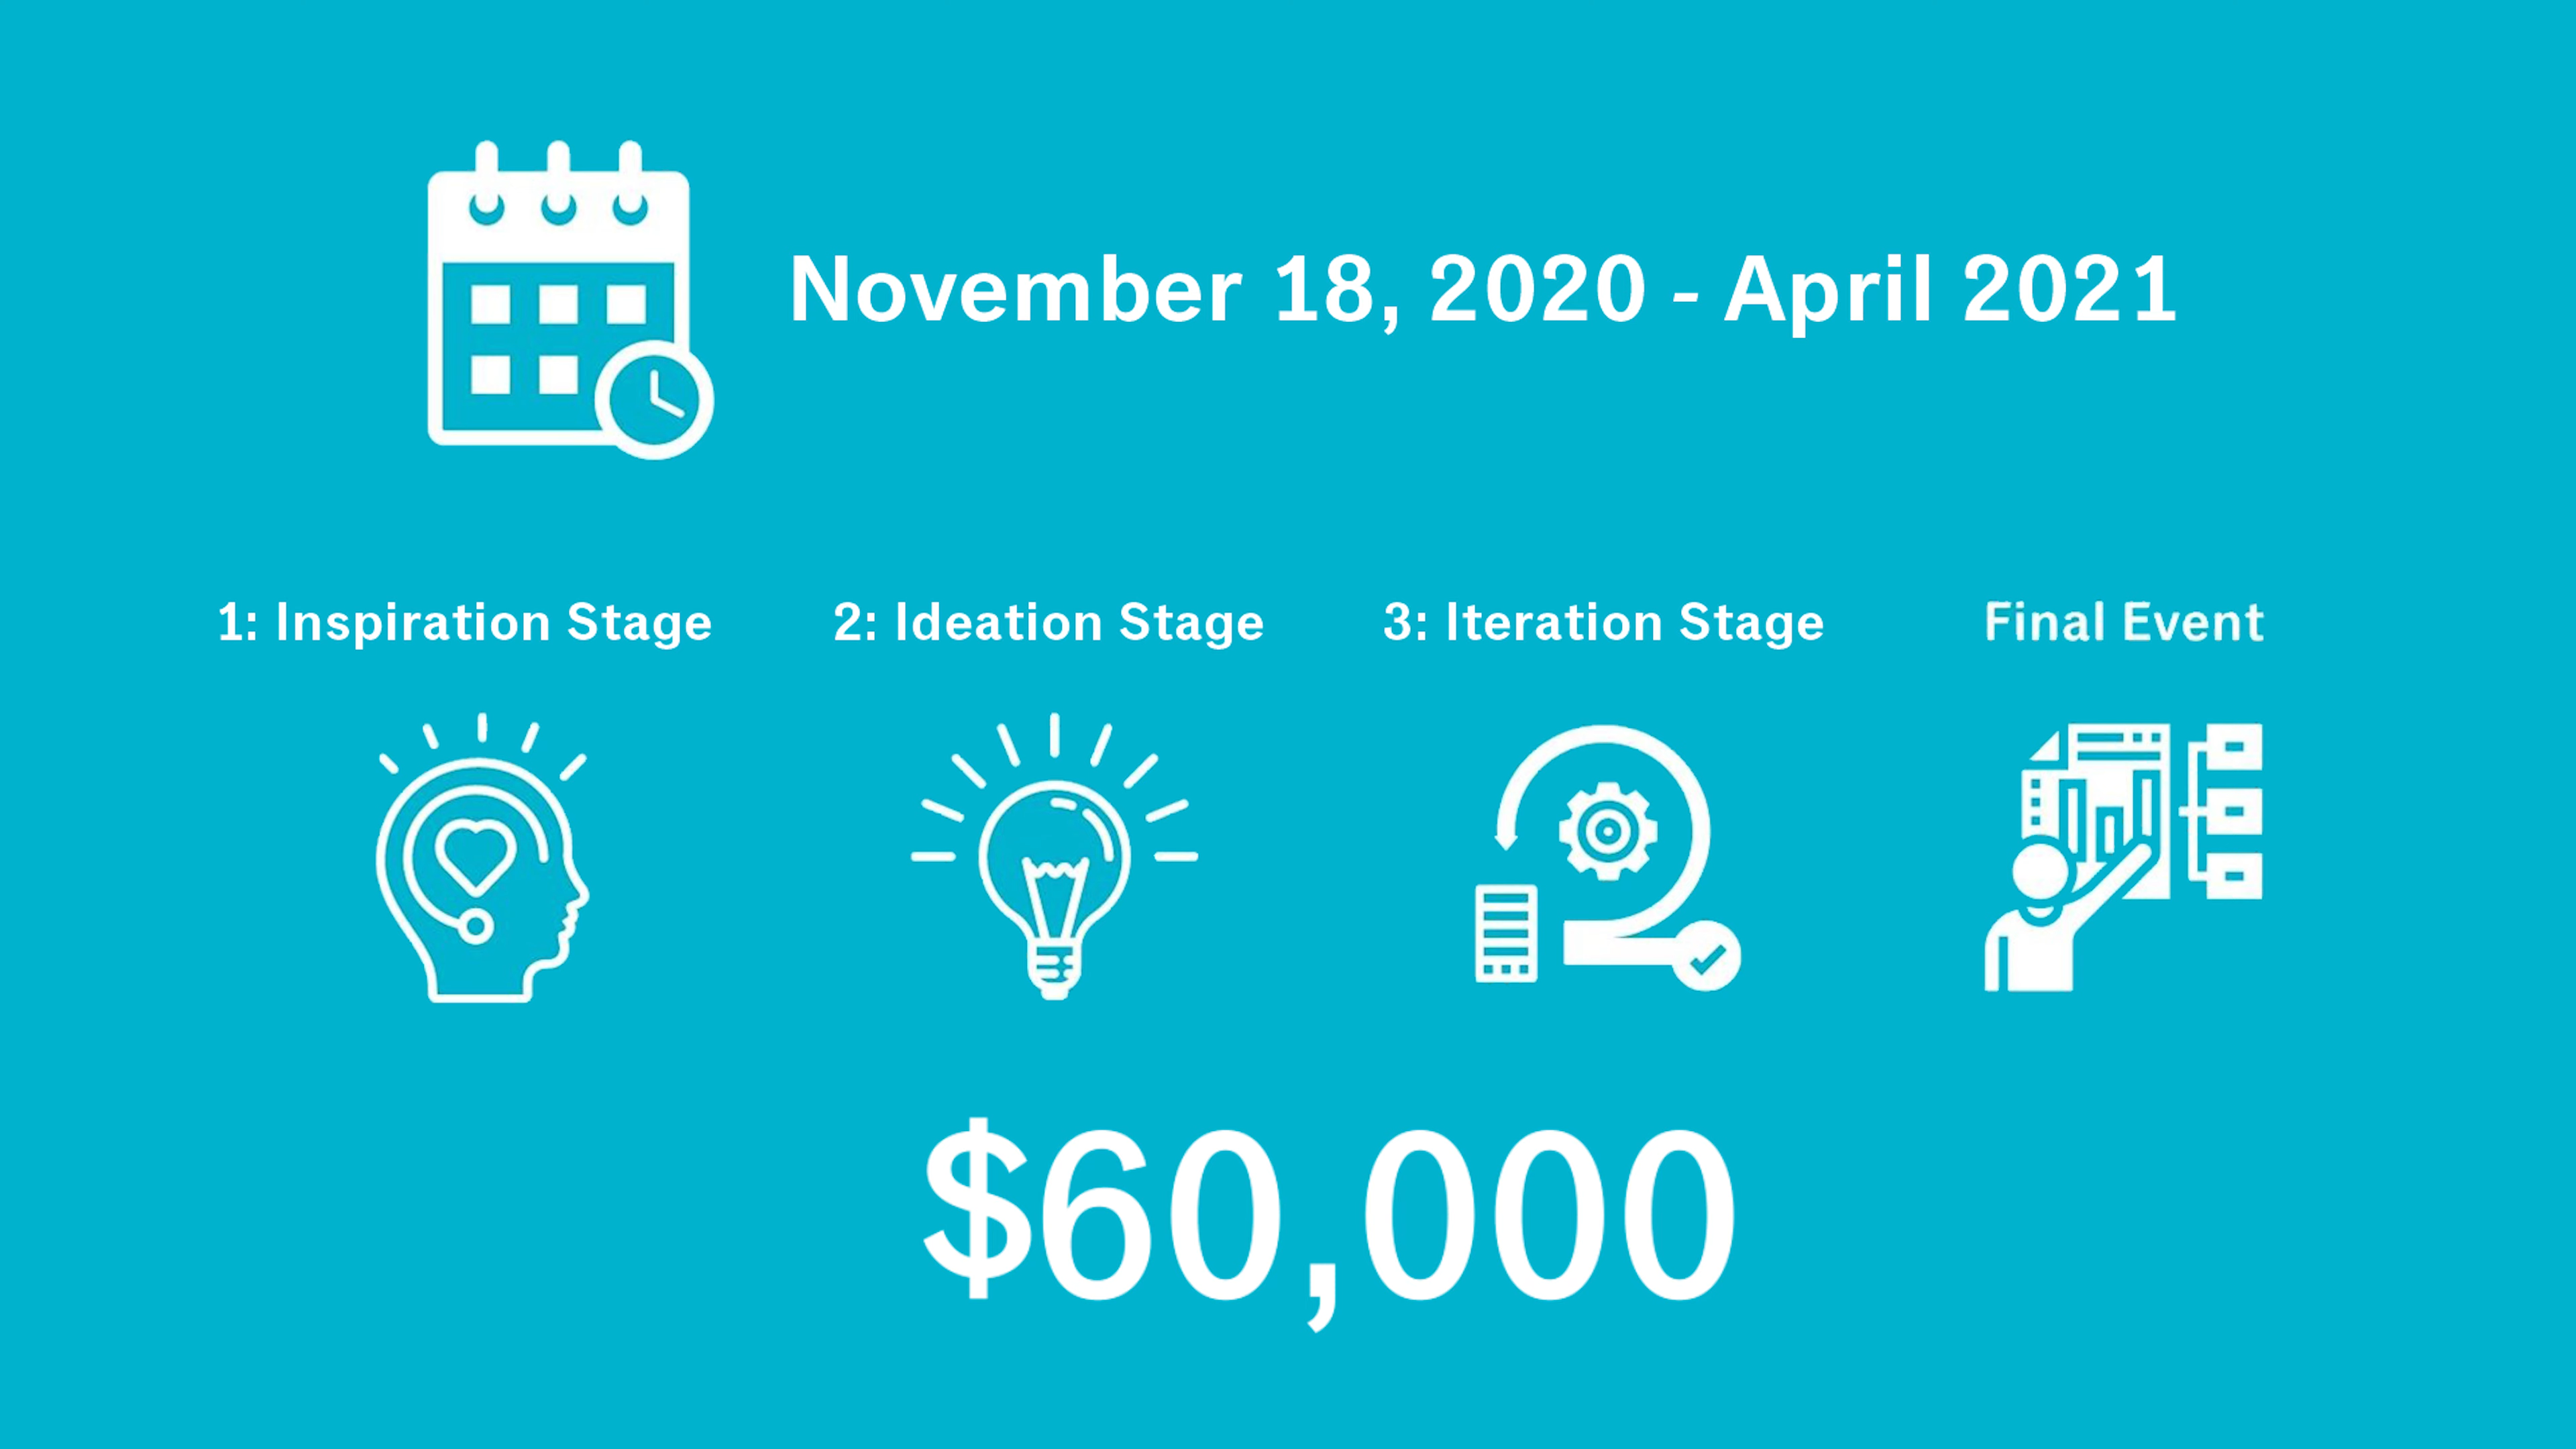 November 18, 2020 - April 2021
1: Inspiration Stage
2: Ideation Stage
3: Iteration Stage
Final Event
$60,000